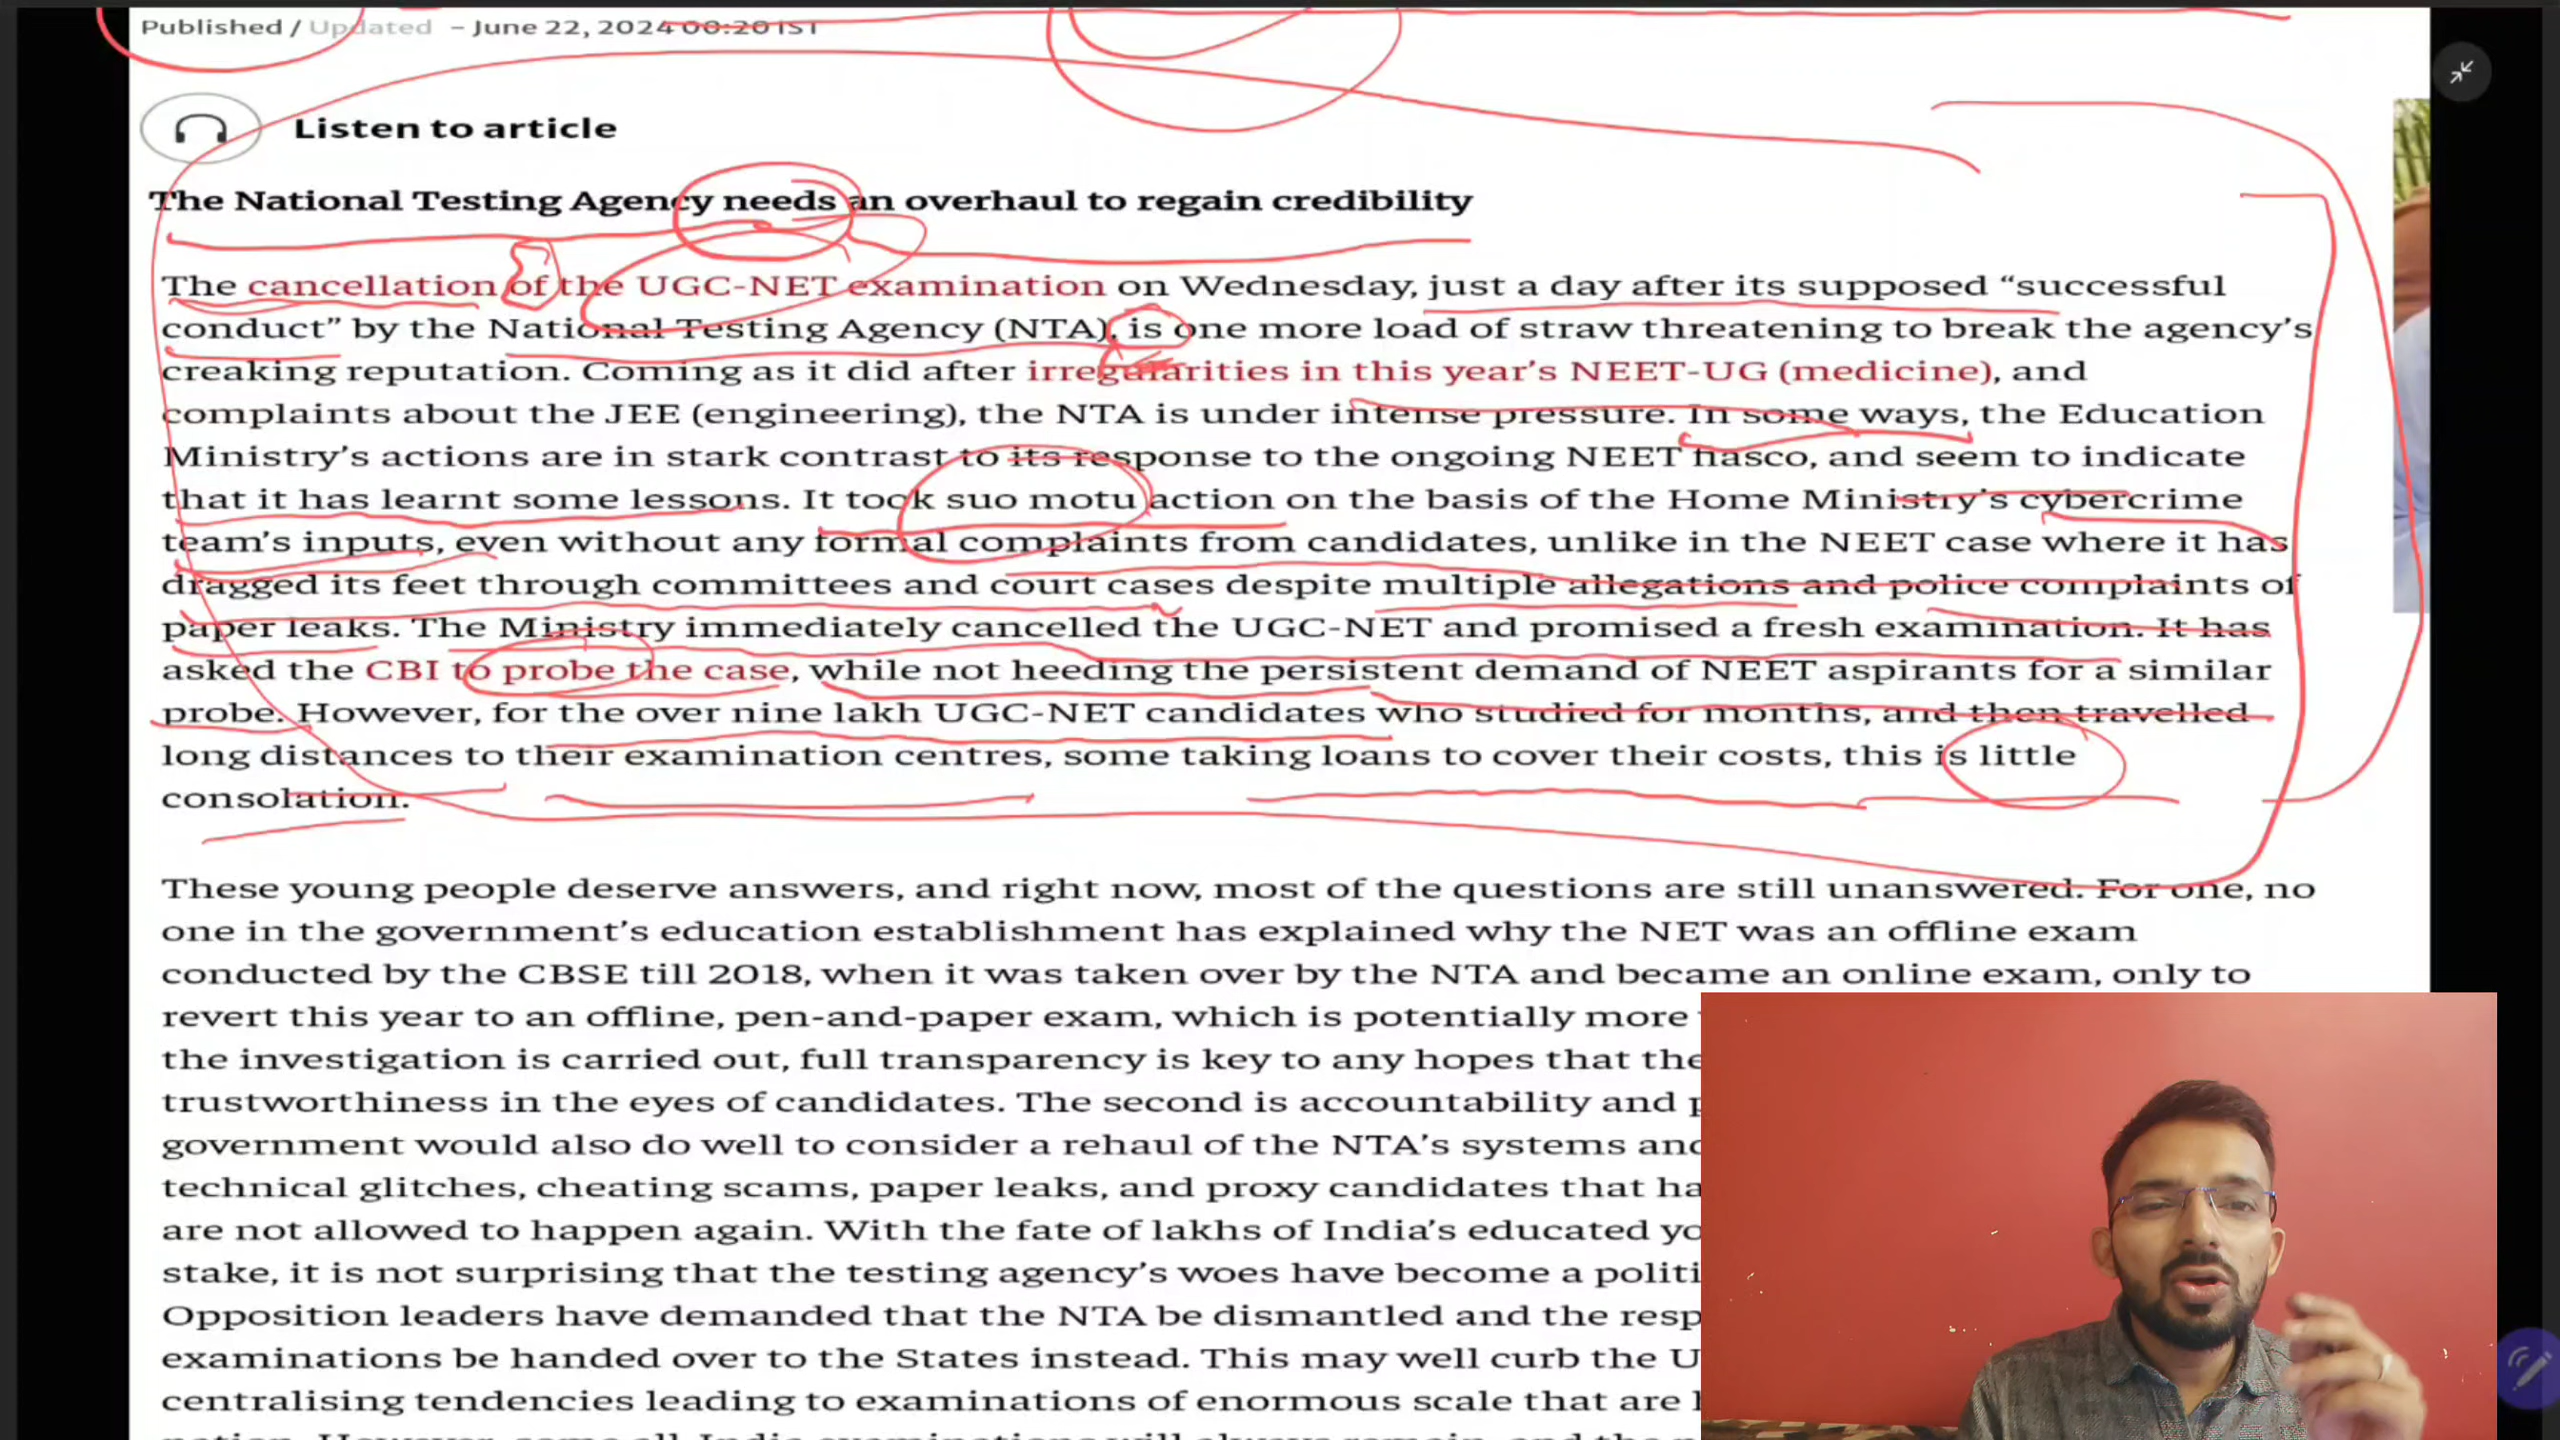 Published / Updated – June 22, 2024 00:20 IST
Listen to article
The National Testing Agency needs an overhaul to regain credibility
The cancellation of the UGC-NET examination on Wednesday, just a day after its supposed “successful
conduct” by the National Testing Agency (NTA), is one more load of straw threatening to break the agency’s
creaking reputation. Coming as it did after irregularities in this year’s NEET-UG (medicine), and
complaints about the JEE (engineering), the NTA is under intense pressure. In some ways, the Education
Ministry’s actions are in stark contrast to its response to the ongoing NEET fiasco, and seem to indicate
that it has learnt some lessons. It took suo motu action on the basis of the Home Ministry’s cybercrime
team’s inputs, even without any formal complaints from candidates, unlike in the NEET case where it has
dragged its feet through committees and court cases despite multiple allegations and police complaints of
paper leaks. The Ministry immediately cancelled the UGC-NET and promised a fresh examination. It has
asked the CBI to probe the case, while not heeding the persistent demand of NEET aspirants for a similar
probe. However, for the over nine lakh UGC-NET candidates who studied for months, and then travelled
long distances to their examination centres, some taking loans to cover their costs, this is little
consolation.
These young people deserve answers, and right now, most of the questions are still unanswered. For one, no
one in the government’s education establishment has explained why the NET was an offline exam
conducted by the CBSE till 2018, when it was taken over by the NTA and became an online exam, only to
revert this year to an offline, pen-and-paper exam, which is potentially more
the investigation is carried out, full transparency is key to any hopes that the
trustworthiness in the eyes of candidates. The second is accountability and
government would also do well to consider a rehaul of the NTA’s systems
technical glitches, cheating scams, paper leaks, and proxy candidates that
are not allowed to happen again. With the fate of lakhs of India’s educated
stake, it is not surprising that the testing agency’s woes have become a
Opposition leaders have demanded that the NTA be dismantled and the
examinations be handed over to the States instead. This may well curb the
centralising tendencies leading to examinations of enormous scale that are